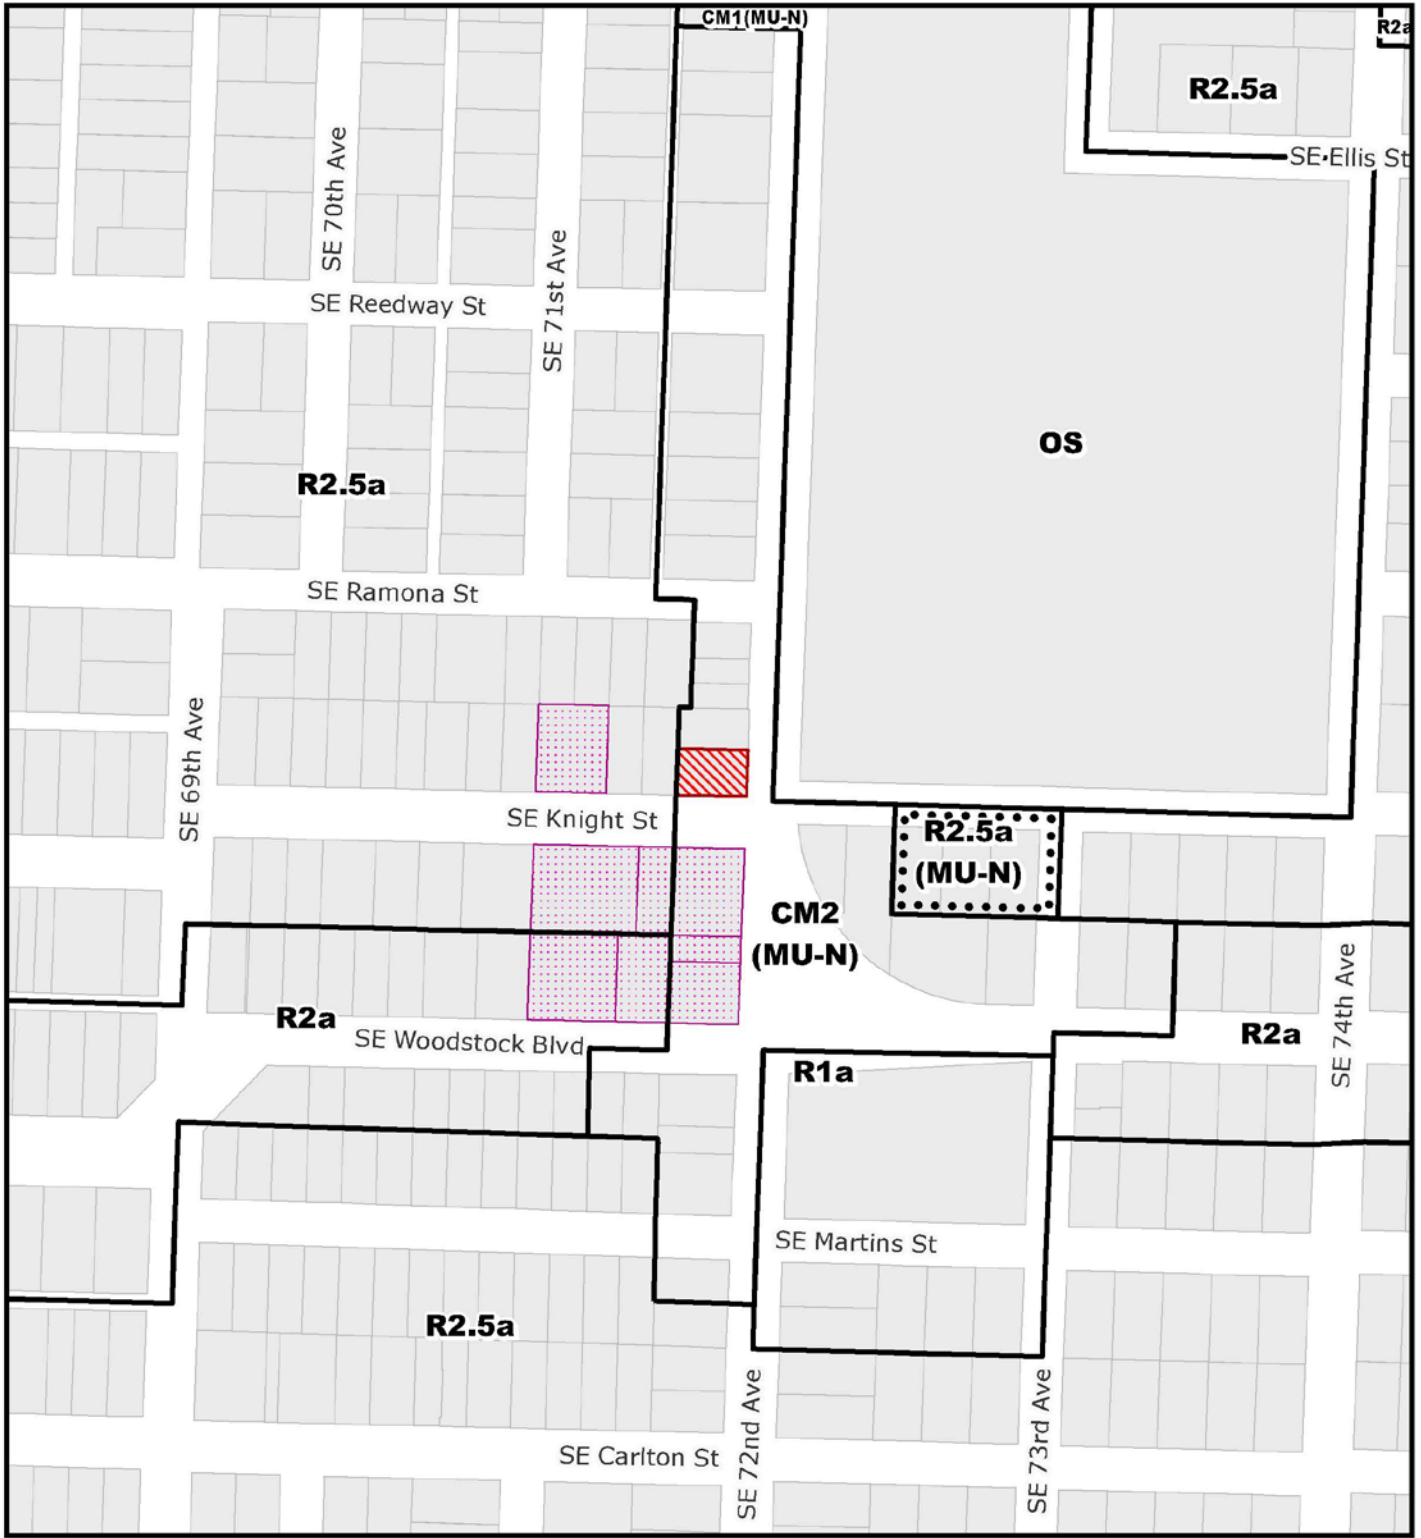 CM1(MU-N)
R2a
R2.5a
SE Ellis St
SE 70th Ave
SE 71st Ave
SE Reedway St
OS
R2.5a
SE Ramona St
SE 69th Ave
SE Knight St
R2.5a
(MU-N)
CM2
(MU-N)
R2a
SE Woodstock Blvd
R2a
SE 74th Ave
R1a
SE Martins St
R2.5a
SE 72nd Ave
SE 73rd Ave
SE Carlton St